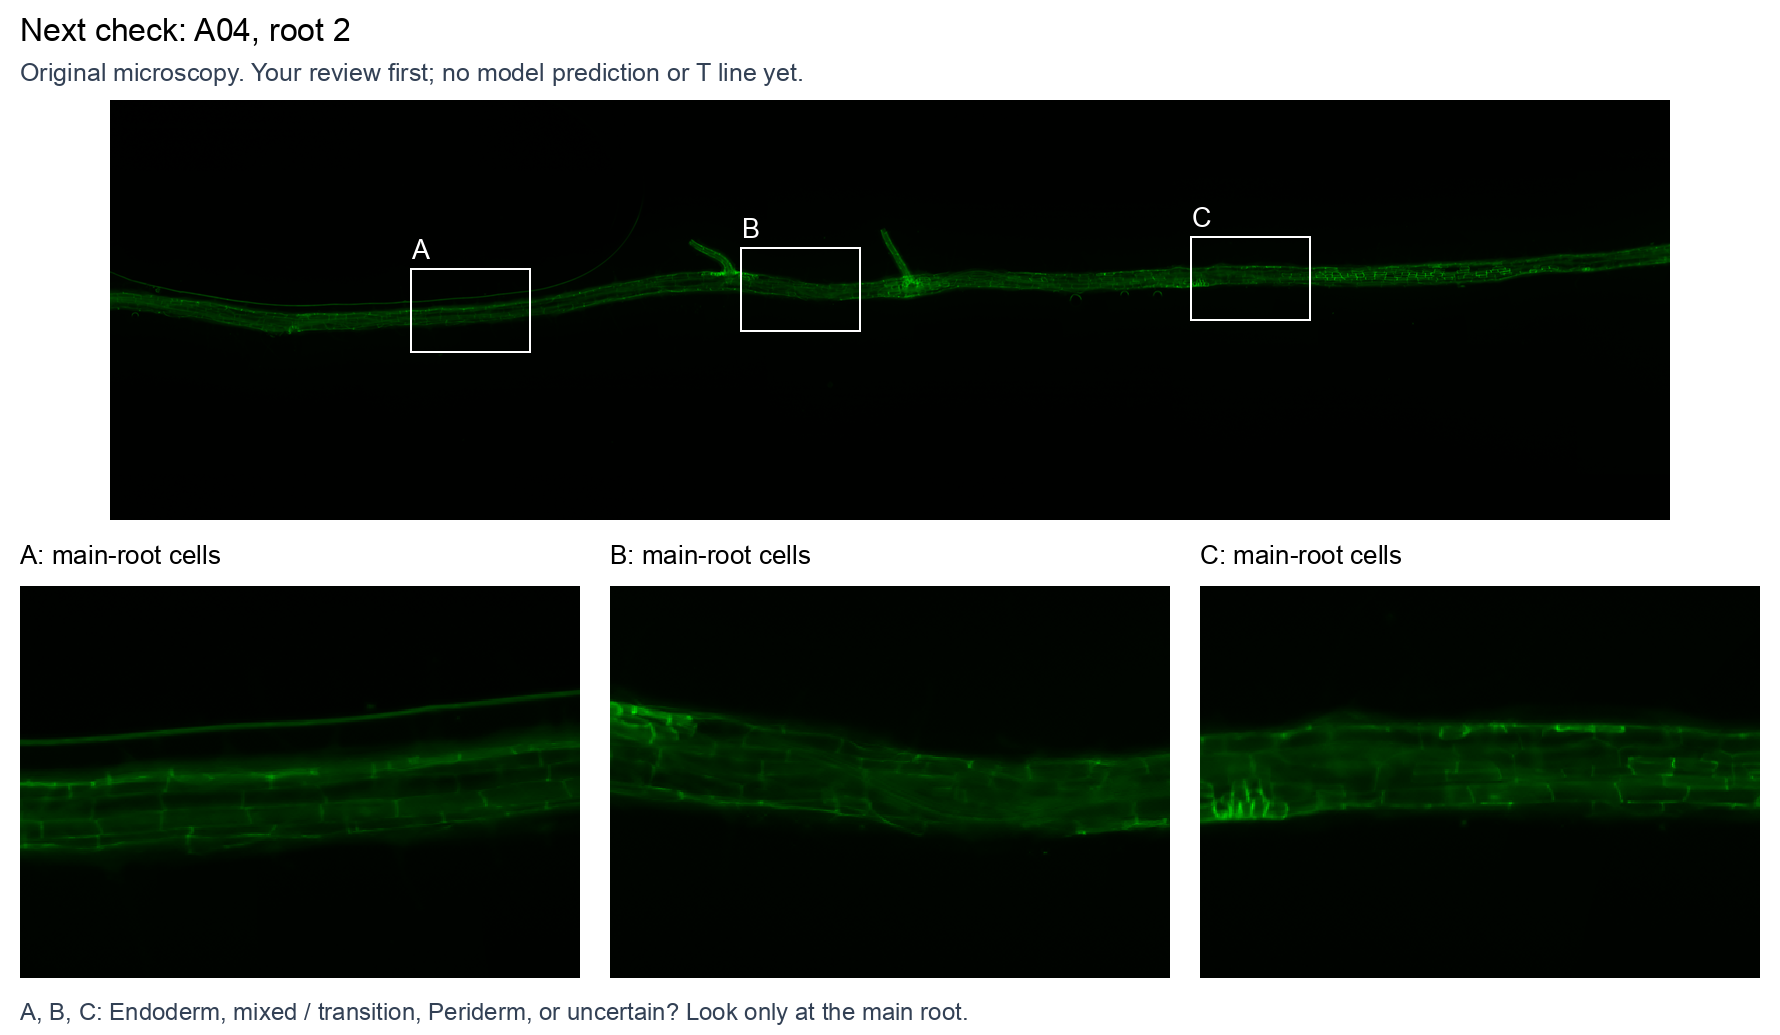 Next check: A04, root 2
Original microscopy. Your review first; no model prediction or T line yet.
A
B
C
A: main-root cells
B: main-root cells
C: main-root cells
A, B, C: Endoderm, mixed / transition, Periderm, or uncertain? Look only at the main root.